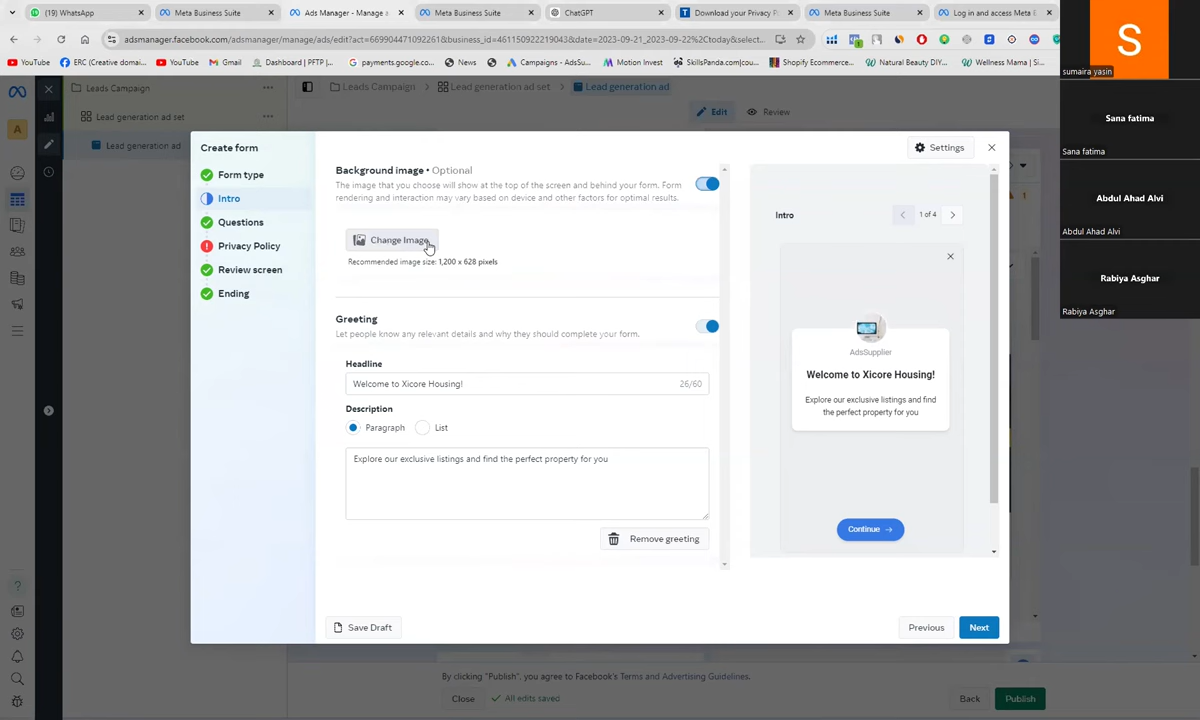 (19) WhatsApp
Meta Business Suite
Ads Manager - Manage a
Meta Business Suite
ChatGPT
Download your Privacy P
Meta Business Suite
Log in and access Meta B
adsmanager.facebook.com/adsmanager/manage/ads/edit?act=669904471092261&business_id=461150922219043&date=2023-09-21_2023-09-22%2Ctoday&select...
YouTube
ERC (Creative domai...
YouTube
Gmail
Dashboard | PFTP |...
payments.google.co...
News
Campaigns - AdsSu...
Motion Invest
SkillsPanda.com|cou...
Shopify Ecommerce...
Natural Beauty DIY...
Wellness Mama | Si...
S
sumaira yasin
Sana fatima
Sana fatima
Abdul Ahad Alvi
Abdul Ahad Alvi
Rabiya Asghar
Rabiya Asghar
A
Leads Campaign
Lead generation ad set
Lead generation ad
Leads Campaign
Lead generation ad set
Lead generation ad
Edit
Review
Create form
Form type
Intro
Questions
Privacy Policy
Review screen
Ending
Settings
Background image • Optional
The image that you choose will show at the top of the screen and behind your form. Form
rendering and interaction may vary based on device and other factors for optimal results.
Change Image
Recommended image size: 1,200 x 628 pixels
Greeting
Let people know any relevant details and why they should complete your form.
Headline
Welcome to Xicore Housing!
26/60
Description
Paragraph
List
Explore our exclusive listings and find the perfect property for you
Remove greeting
Intro
1 of 4
AdsSupplier
Welcome to Xicore Housing!
Explore our exclusive listings and find
the perfect property for you
Continue
Save Draft
Previous
Next
By clicking "Publish", you agree to Facebook's Terms and Advertising Guidelines.
Close
All edits saved
Back
Publish